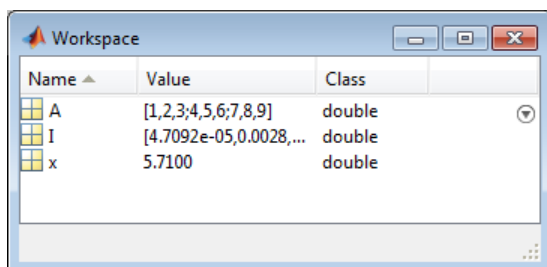 Workspace
Name Value Class
A [1,2,3;4,5,6;7,8,9] double
I [4.7092e-05,0.0028,... double
x 5.7100 double